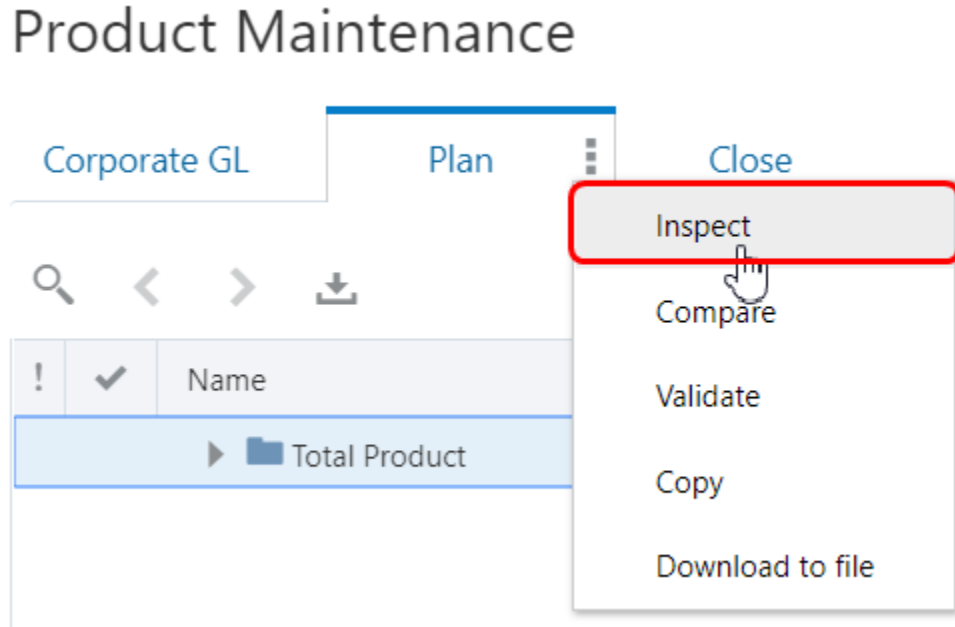 Product Maintenance
Corporate GL
Plan
Close
Inspect
Compare
Validate
Copy
Download to file
! Name
Total Product